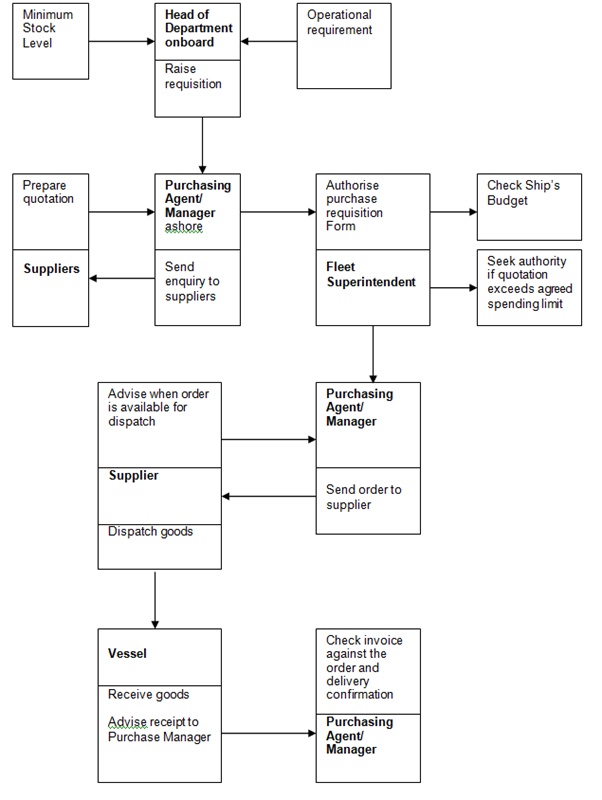 Minimum
Stock
Level
Head of
Department
onboard
Raise
requisition
Operational
requirement
Prepare
quotation
Suppliers
Purchasing
Agent/
Manager
ashore
Send
enquiry to
suppliers
Authorise
purchase
requisition
Form
Fleet
Superintendent
Check Ship's
Budget
Seek authority
if quotation
exceeds agreed
spending limit
Advise when order
is available for
dispatch
Supplier
Dispatch goods
Purchasing
Agent/
Manager
Send order to
supplier
Vessel
Receive goods
Advise receipt to
Purchase Manager
Check invoice
against the
order and
delivery
confirmation
Purchasing
Agent/
Manager